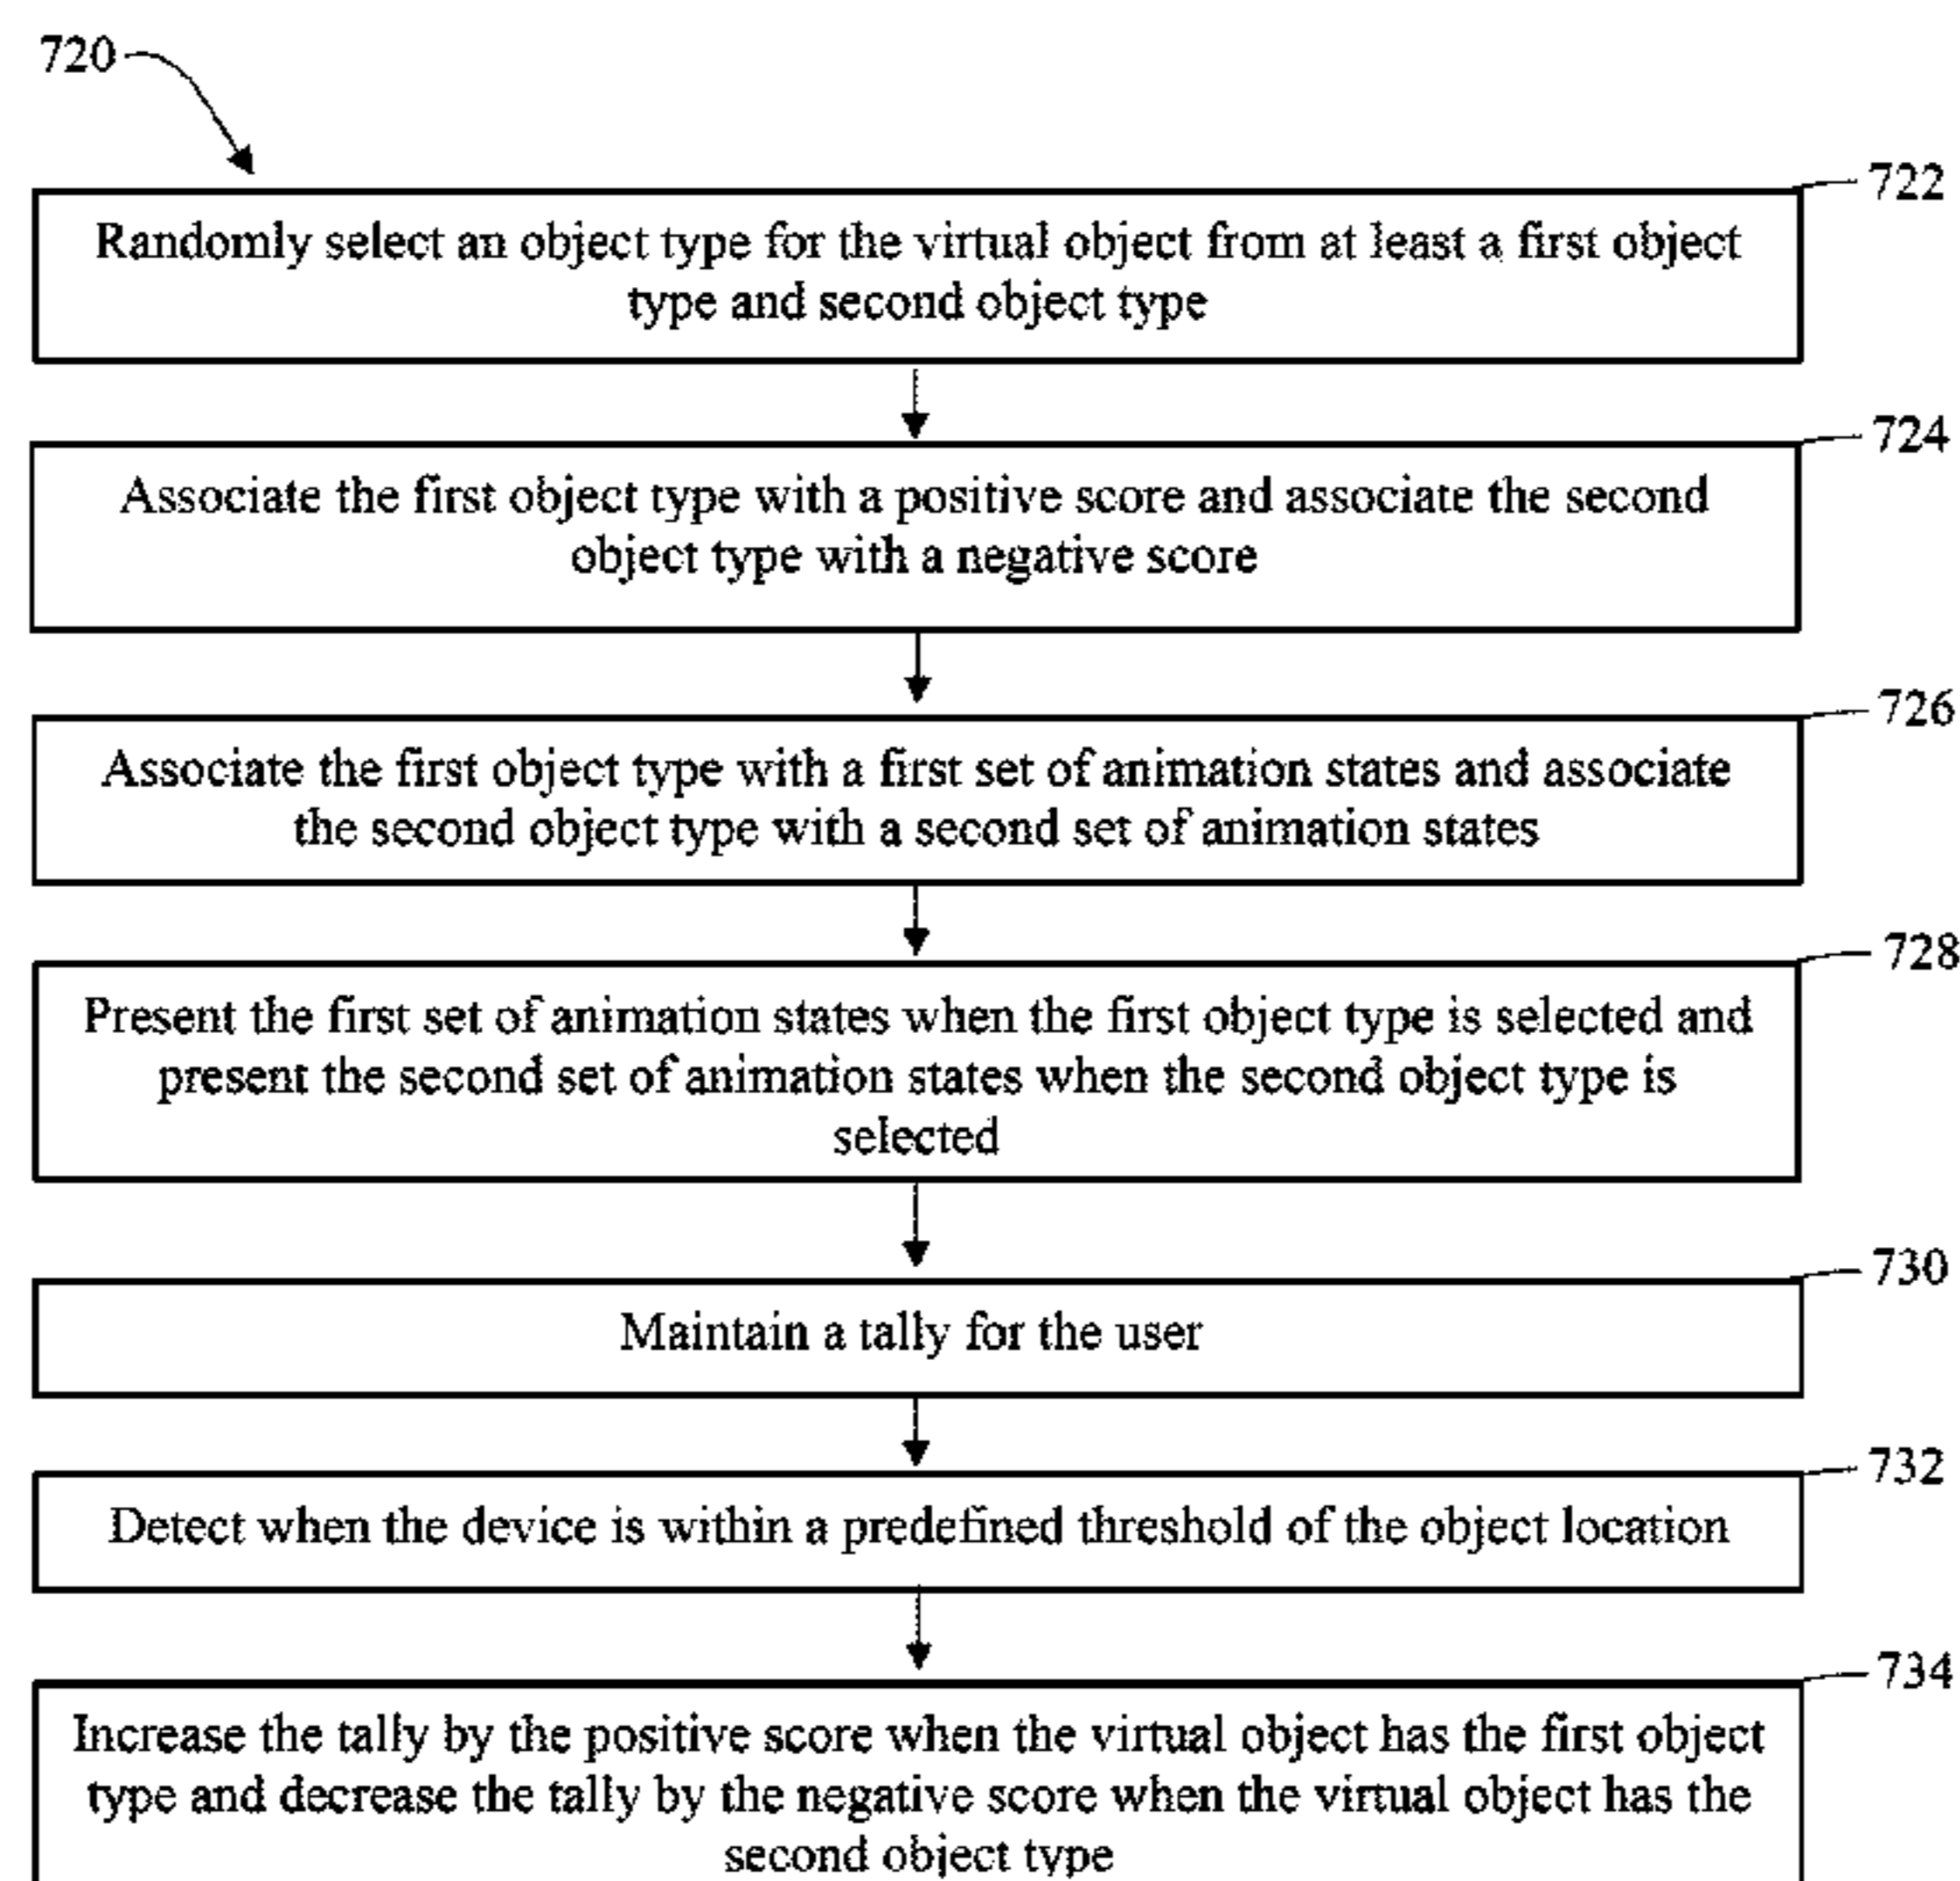 720
722
Randomly select an object type for the virtual object from at least a first object
type and second object type
724
Associate the first object type with a positive score and associate the second
object type with a negative score
726
Associate the first object type with a first set of animation states and associate
the second object type with a second set of animation states
728
Present the first set of animation states when the first object type is selected and
present the second set of animation states when the second object type is
selected
730
Maintain a tally for the user
732
Detect when the device is within a predefined threshold of the object location
734
Increase the tally by the positive score when the virtual object has the first object
type and decrease the tally by the negative score when the virtual object has the
second object type